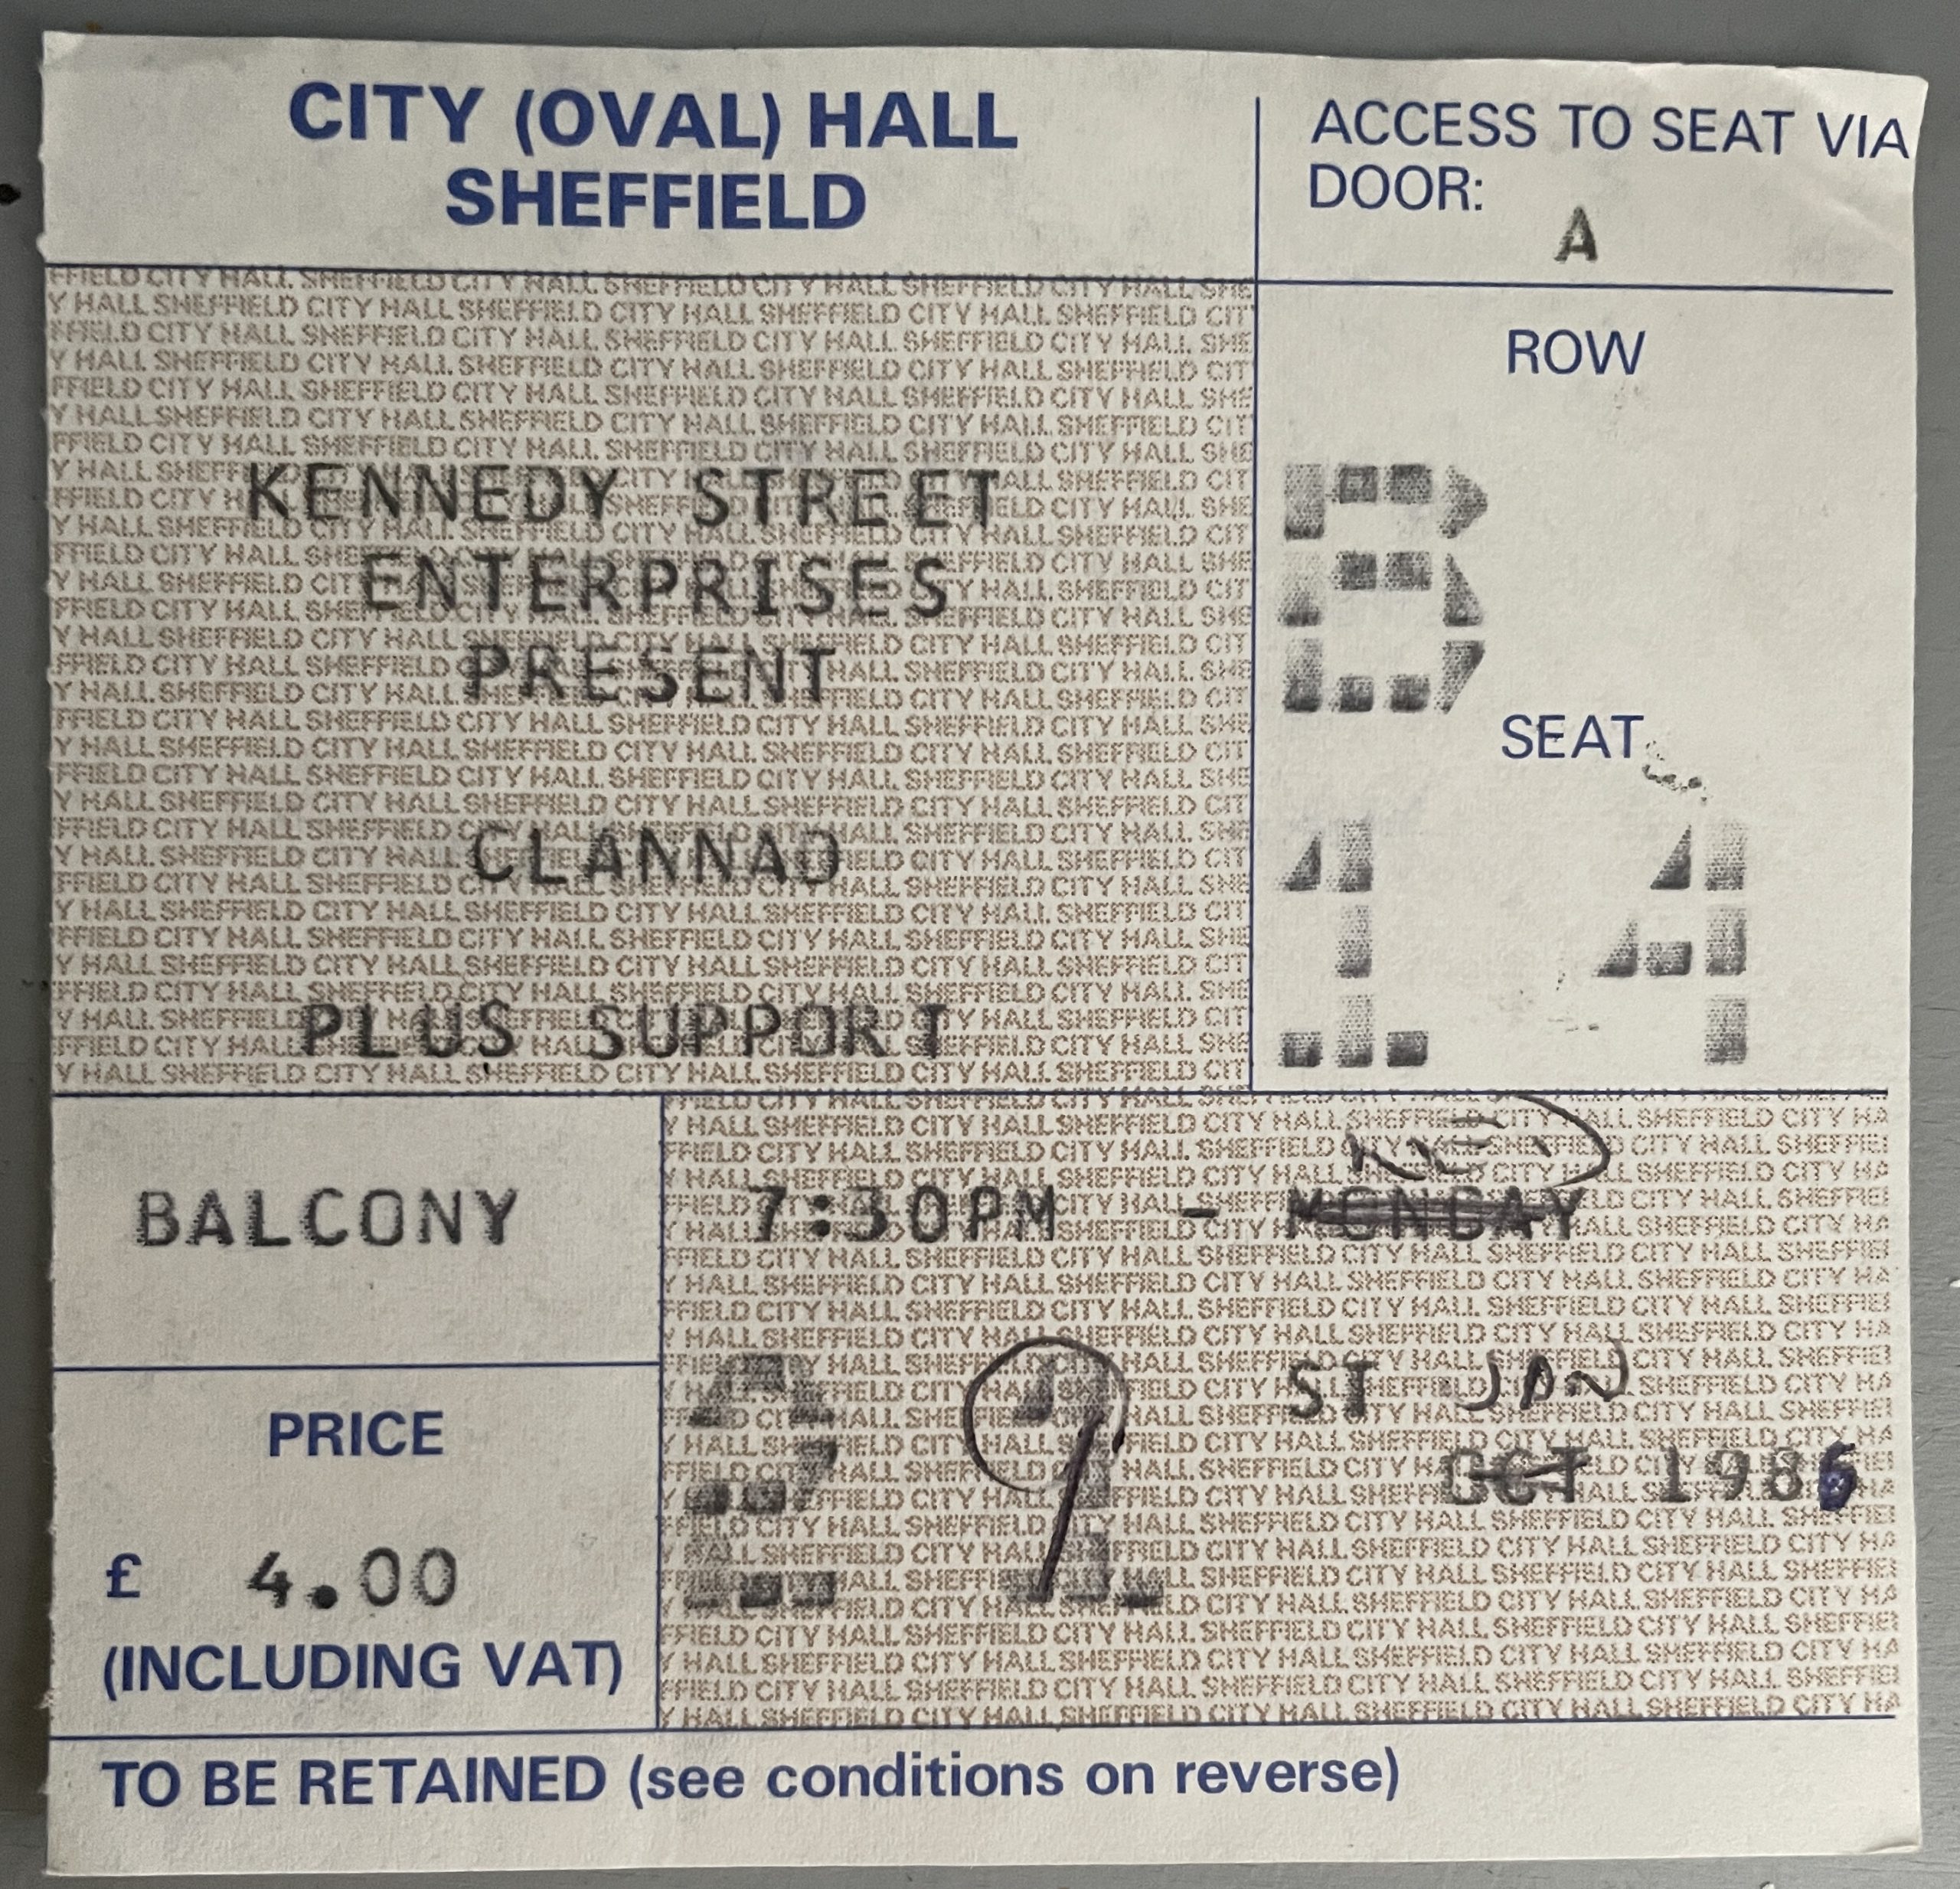 CITY (OVAL) HALL
SHEFFIELD
ACCESS TO SEAT VIA
DOOR:
A
KENNEDY STREET
ENTERPRISES
PRESENT
CLANNAD
PLUS SUPPORT
ROW
B
SEAT
14
BALCONY
WED
7:30PM - MONDAY
29 ST JAN
OCT 1986
PRICE
£ 4.00
(INCLUDING VAT)
TO BE RETAINED (see conditions on reverse)